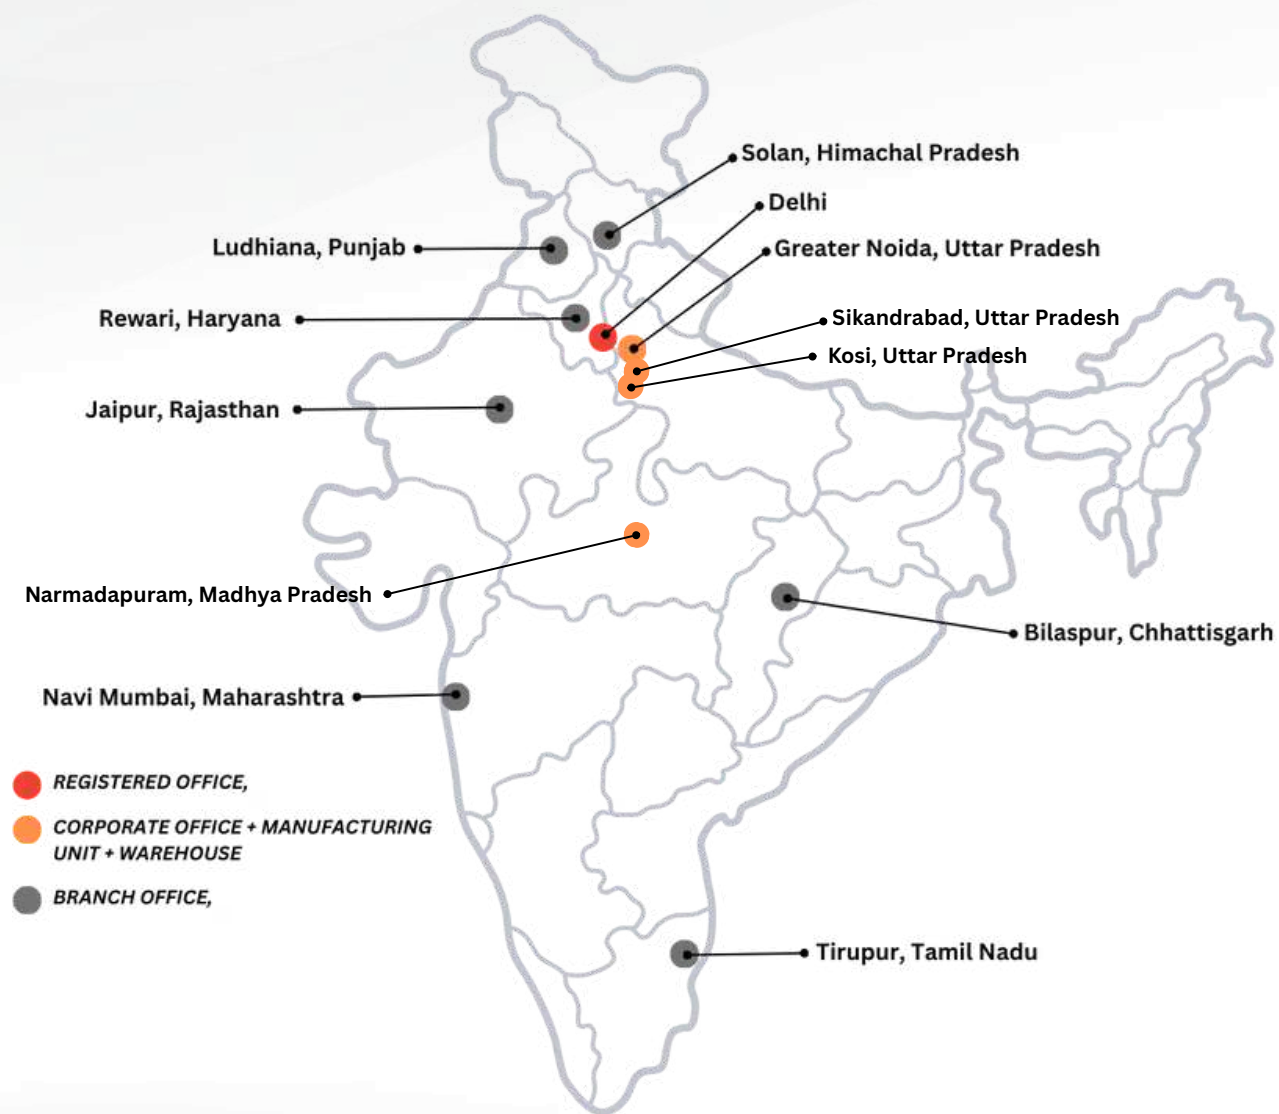 Solan, Himachal Pradesh
Delhi
Ludhiana, Punjab
Greater Noida, Uttar Pradesh
Rewari, Haryana
Sikandrabad, Uttar Pradesh
Kosi, Uttar Pradesh
Jaipur, Rajasthan
Narmadapuram, Madhya Pradesh
Bilaspur, Chhattisgarh
Navi Mumbai, Maharashtra
REGISTERED OFFICE,
CORPORATE OFFICE + MANUFACTURING
UNIT + WAREHOUSE
BRANCH OFFICE,
Tirupur, Tamil Nadu